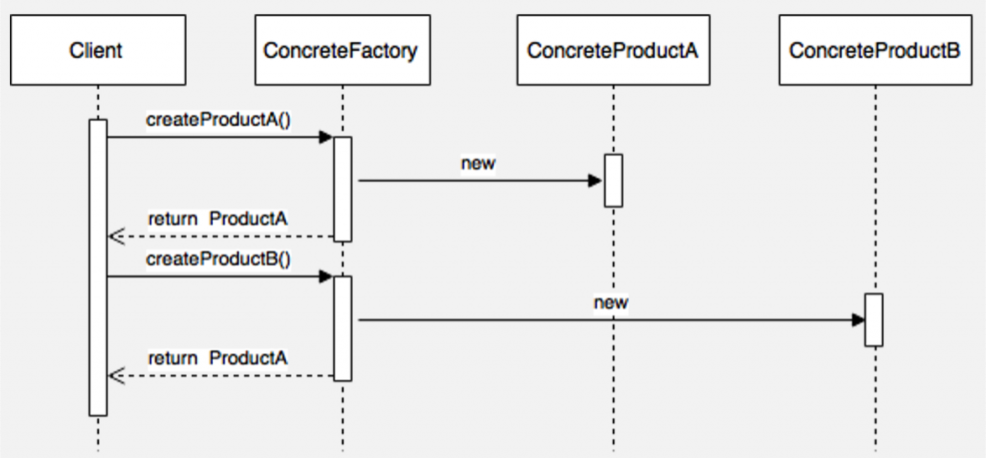 Client
ConcreteFactory
ConcreteProductA
ConcreteProductB
createProductA()
new
return ProductA
createProductB()
new
return ProductA